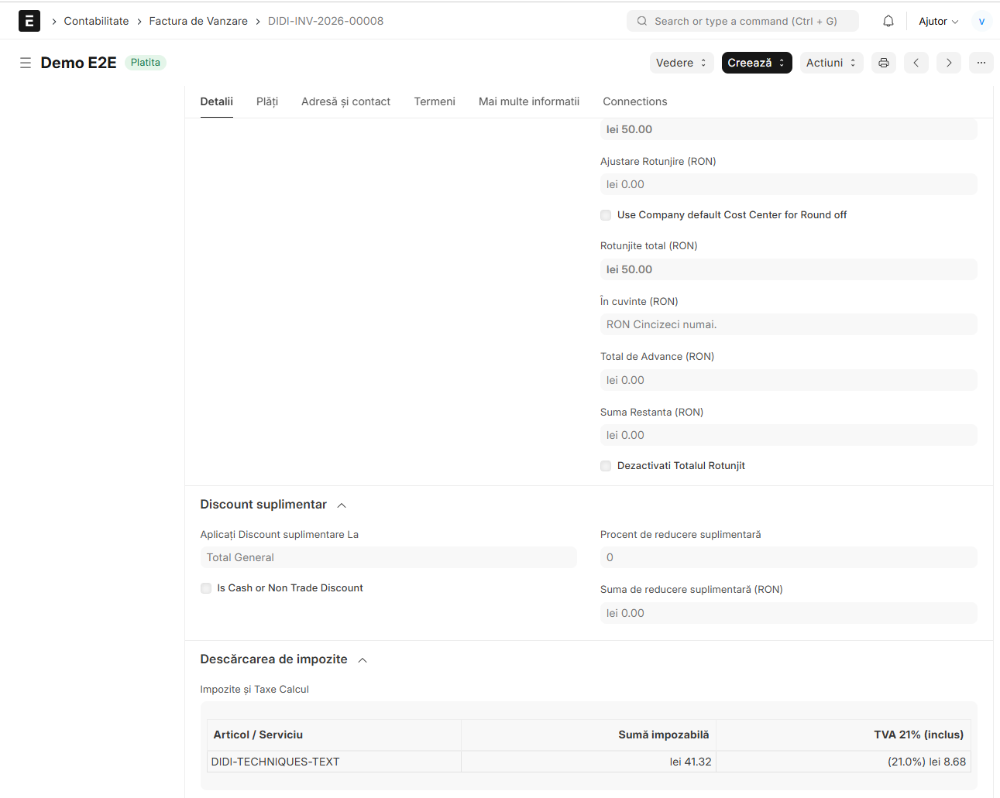 E
Contabilitate
Factura de Vanzare
DIDI-INV-2026-00008
Search or type a command (Ctrl + G)
Ajutor
v
Demo E2E
Platita
Vedere
Creează
Actiuni
Detalii
Plăți
Adresă și contact
Termeni
Mai multe informatii
Connections
lei 50.00
Ajustare Rotunjire (RON)
lei 0.00
Use Company default Cost Center for Round off
Rotunjite total (RON)
lei 50.00
În cuvinte (RON)
RON Cincizeci numai.
Total de Advance (RON)
lei 0.00
Suma Restanta (RON)
lei 0.00
Dezactivati Totalul Rotunjit
Discount suplimentar
Aplicați Discount suplimentare La
Total General
Is Cash or Non Trade Discount
Procent de reducere suplimentară
0
Suma de reducere suplimentară (RON)
lei 0.00
Descărcarea de impozite
Impozite și Taxe Calcul
Articol / Serviciu
Sumă impozabilă
TVA 21% (inclus)
DIDI-TECHNIQUES-TEXT
lei 41.32
(21.0%) lei 8.68